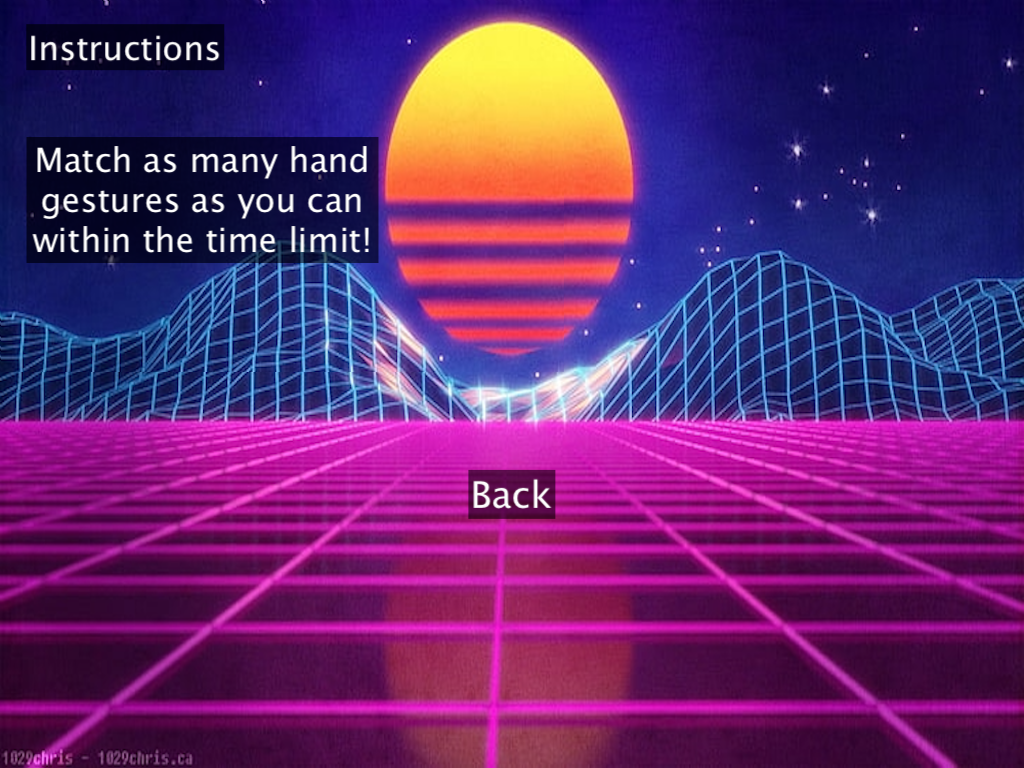 Instructions
Match as many hand
gestures as you can
within the time limit!
Back
1029chris - 1029chris.ca